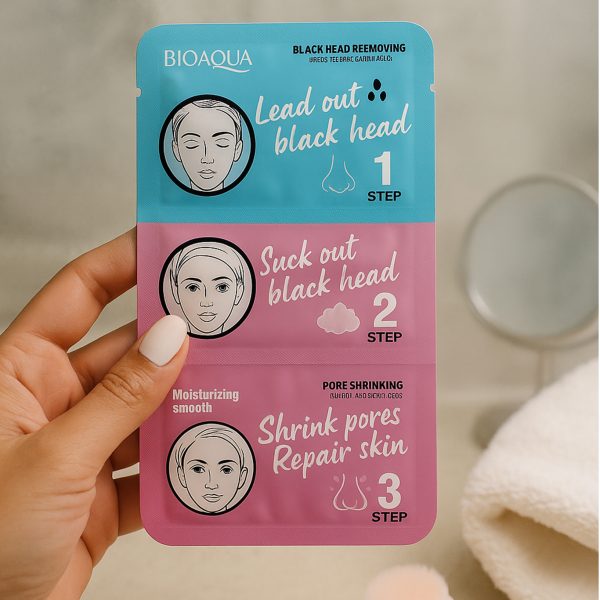 BIOAQUA
BLACK HEAD REEMOVING
Lead out
black head
1
STEP
Suck out
black head
2
STEP
Moisturizing
smooth
PORE SHRINKING
Shrink pores
Repair skin
3
STEP